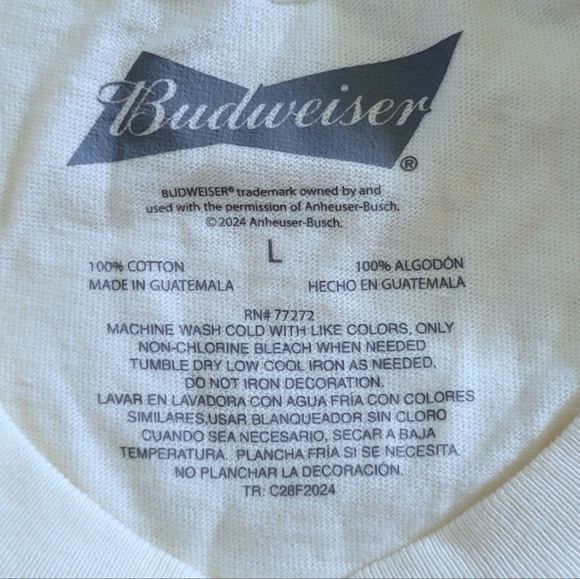 Budweiser®
BUDWEISER® trademark owned by and
used with the permission of Anheuser-Busch.
© 2024 Anheuser-Busch.
L
100% COTTON
MADE IN GUATEMALA
100% ALGODÓN
HECHO EN GUATEMALA
RN# 77272
MACHINE WASH COLD WITH LIKE COLORS, ONLY
NON-CHLORINE BLEACH WHEN NEEDED
TUMBLE DRY LOW COOL IRON AS NEEDED,
DO NOT IRON DECORATION.
LAVAR EN LAVADORA CON AGUA FRÍA CON COLORES
SIMILARES,USAR BLANQUEADOR SIN CLORO
CUANDO SEA NECESARIO, SECAR A BAJA
TEMPERATURA. PLANCHA FRÍA SI SE NECESITA.
NO PLANCHAR LA DECORACIÓN.
TR: C28F2024